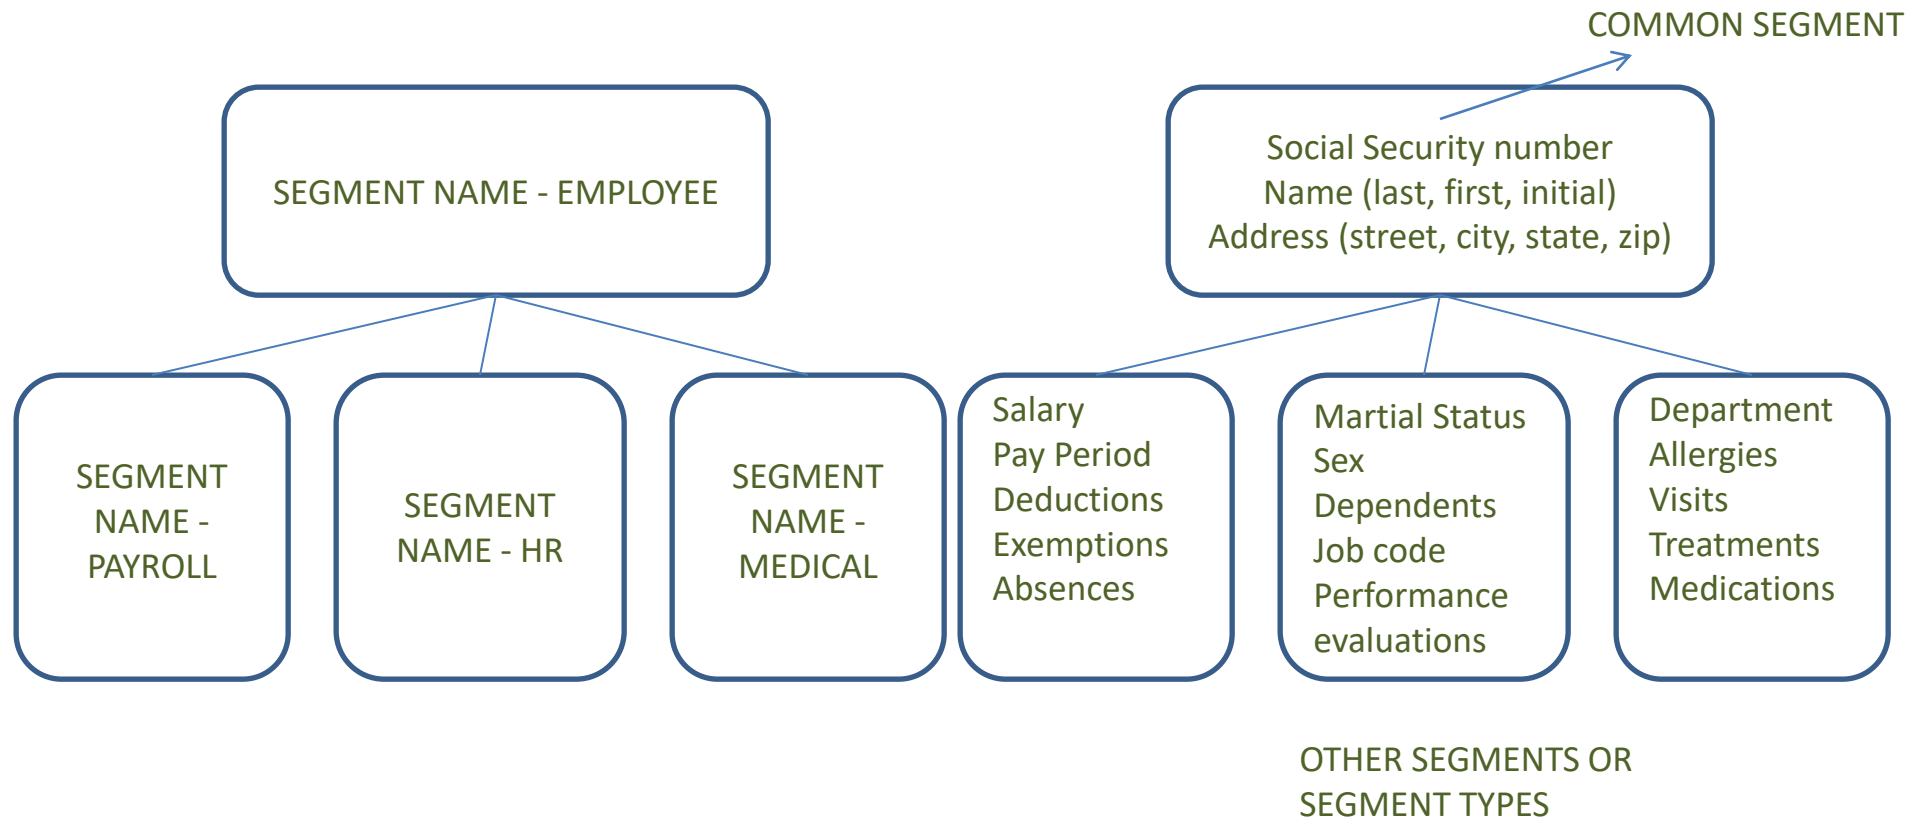 COMMON SEGMENT
SEGMENT NAME - EMPLOYEE
Social Security number
Name (last, first, initial)
Address (street, city, state, zip)
SEGMENT
NAME -
PAYROLL
SEGMENT
NAME - HR
SEGMENT
NAME -
MEDICAL
Salary
Pay Period
Deductions
Exemptions
Absences
Martial Status
Sex
Dependents
Job code
Performance
evaluations
Department
Allergies
Visits
Treatments
Medications
OTHER SEGMENTS OR
SEGMENT TYPES